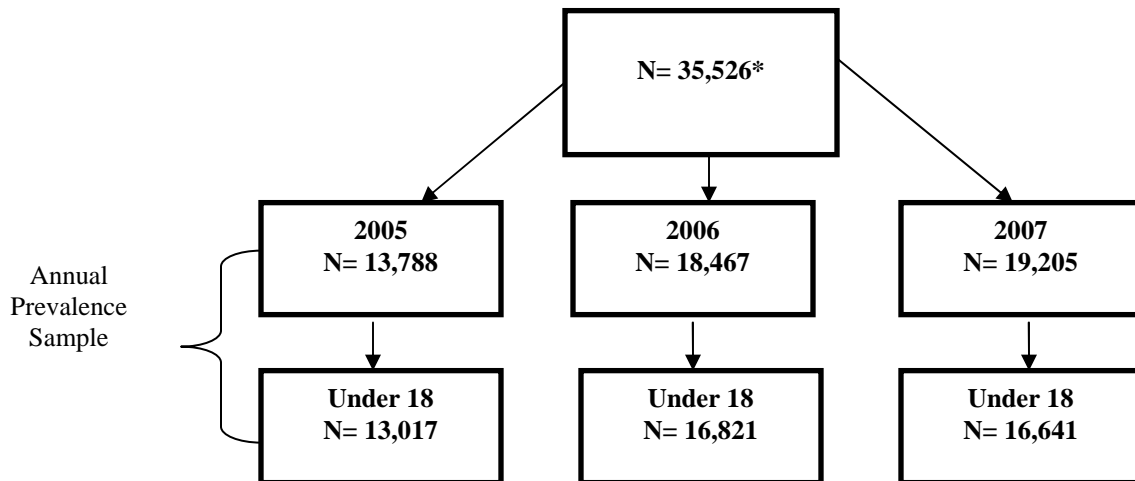 N= 35,526*
2005
N= 13,788
2006
N= 18,467
2007
N= 19,205
Annual
Prevalence
Sample
Under 18
N= 13,017
Under 18
N= 16,821
Under 18
N= 16,641